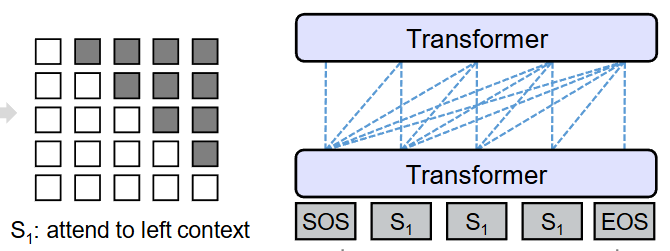 Transformer
Transformer
SOS S₁ S₁ S₁ EOS
S₁: attend to left context